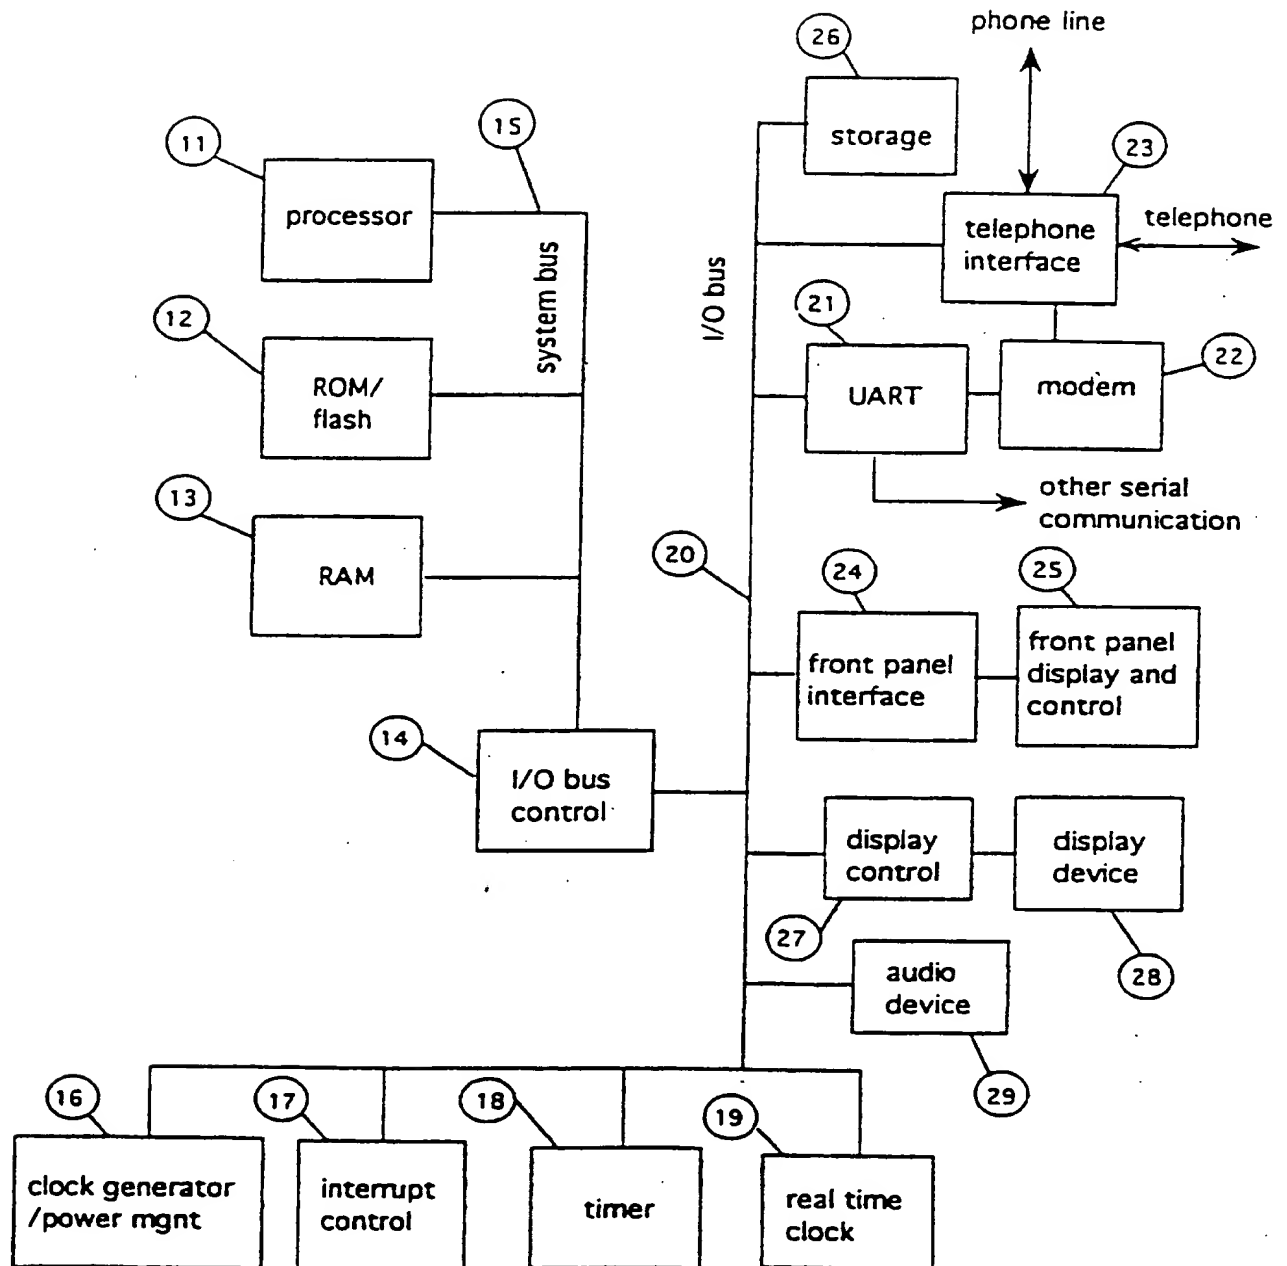 phone line
26
storage
15
11
processor
23
telephone
telephone
interface
system bus
I/O bus
12
ROM/
flash
21
UART
22
modem
13
RAM
other serial
communication
20
24
front panel
interface
25
front panel
display and
control
14
I/O bus
control
display
control
27
display
device
28
audio
device
29
16
clock generator
/power mgnt
17
interrupt
control
18
timer
19
real time
clock